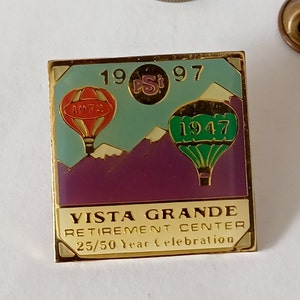 19 PSi 97
1972
1947
VISTA GRANDE
RETIREMENT CENTER
25/50 Year Celebration